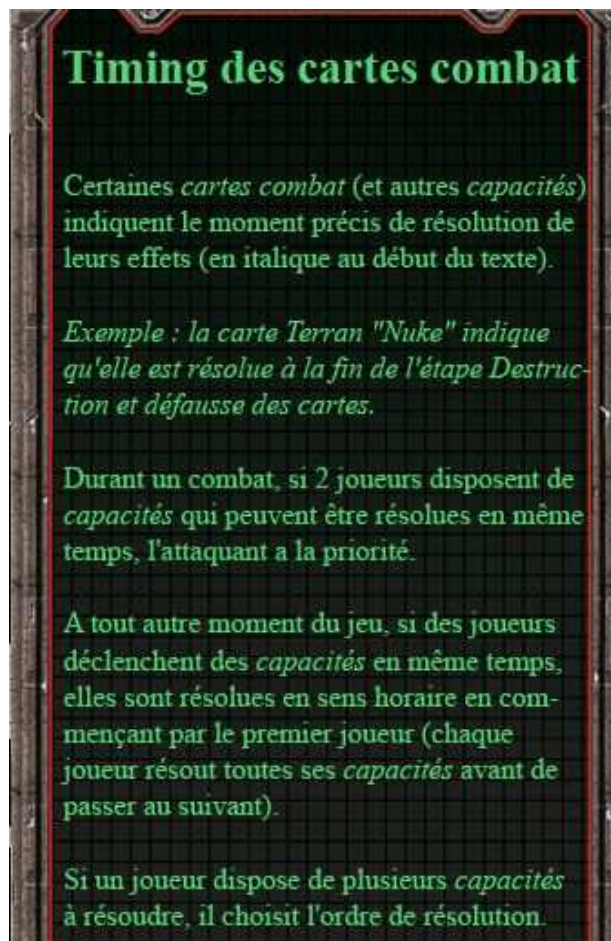 Timing des cartes combat
Certaines cartes combat (et autres capacités)
indiquent le moment précis de résolution de
leurs effets (en italique au début du texte).
Exemple : la carte Terran "Nuke" indique
qu'elle est résolue à la fin de l'étape Destruc-
tion et défausse des cartes.
Durant un combat, si 2 joueurs disposent de
capacités qui peuvent être résolues en même
temps, l'attaquant a la priorité.
A tout autre moment du jeu, si des joueurs
déclenchent des capacités en même temps,
elles sont résolues en sens horaire en com-
mençant par le premier joueur (chaque
joueur résout toutes ses capacités avant de
passer au suivant).
Si un joueur dispose de plusieurs capacités
à résoudre, il choisit l'ordre de résolution.